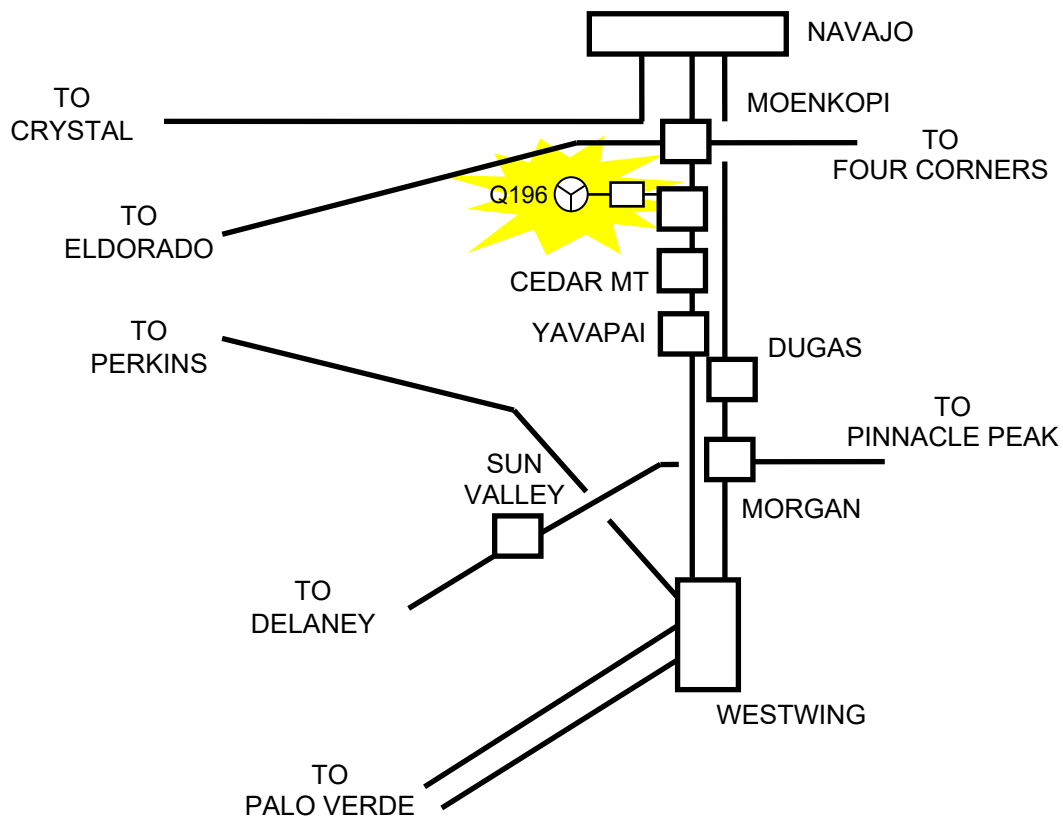 NAVAJO
TO
CRYSTAL
MOENKOPI
TO
FOUR CORNERS
Q196
TO
ELDORADO
CEDAR MT
TO
PERKINS
YAVAPAI
DUGAS
TO
PINNACLE PEAK
SUN
VALLEY
MORGAN
TO
DELANEY
WESTWING
TO
PALO VERDE